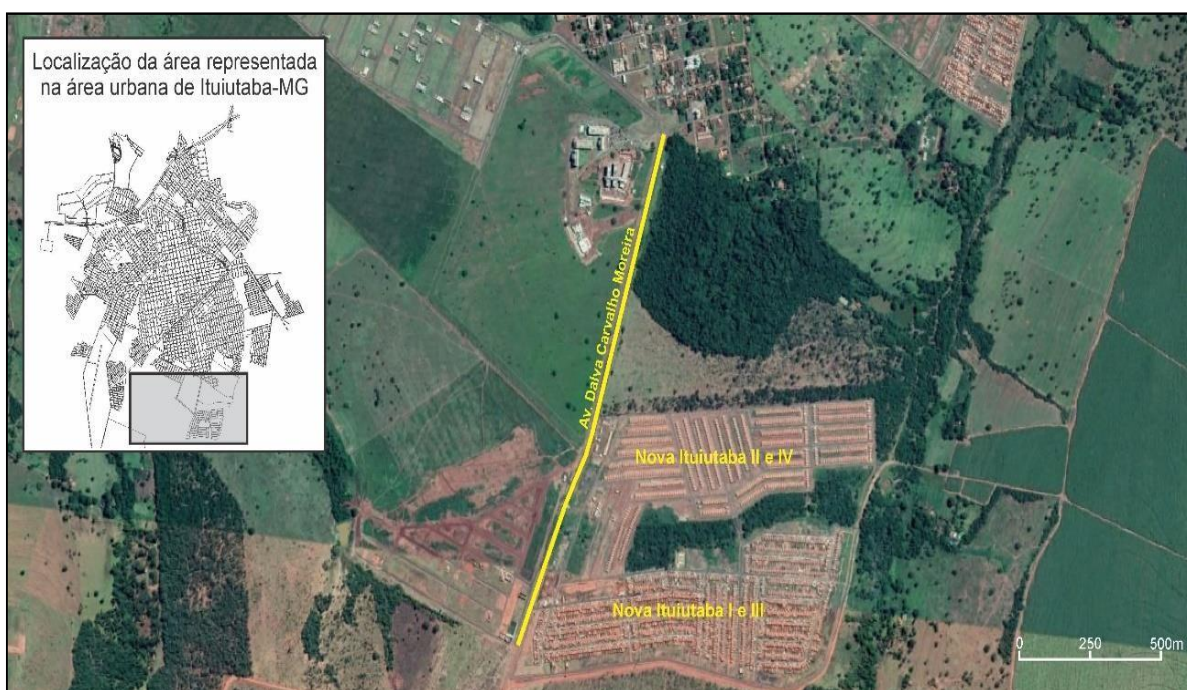 Localização da área representada
na área urbana de Ituiutaba-MG
Av. Dalva Carvalho Moreira
Nova Ituiutaba II e IV
Nova Ituiutaba I e III
0 250 500m